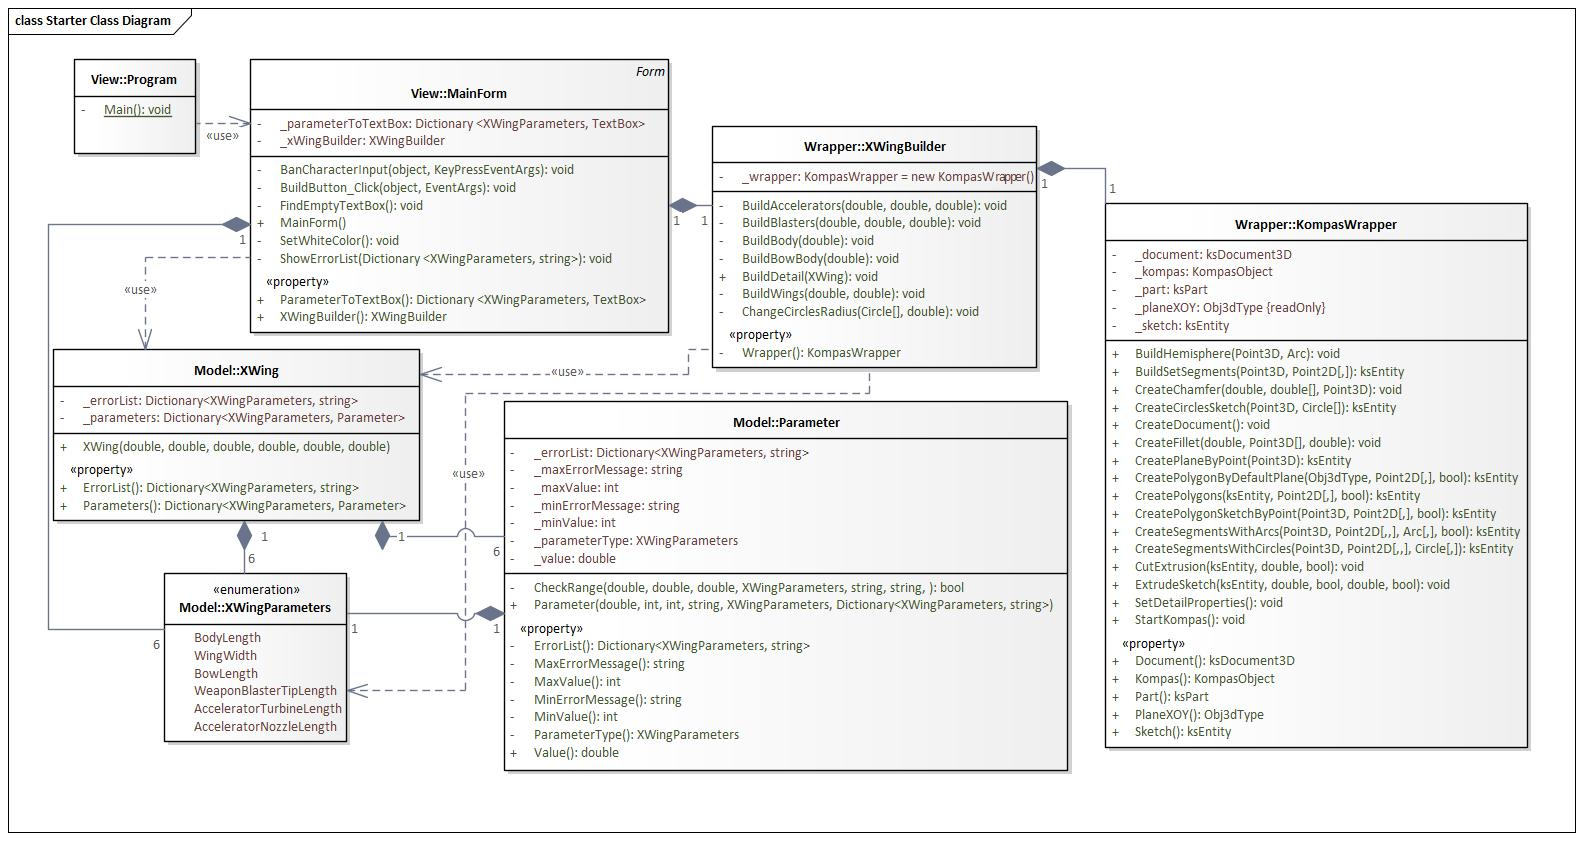 class Starter Class Diagram
View::Program
- Main(): void
«use»
Form
View::MainForm
- _parameterToTextBox: Dictionary <XWingParameters, TextBox>
- _xWingBuilder: XWingBuilder
- BanCharacterInput(object, KeyPressEventArgs): void
- BuildButton_Click(object, EventArgs): void
- FindEmptyTextBox(): void
+ MainForm()
- SetWhiteColor(): void
- ShowErrorList(Dictionary <XWingParameters, string>): void
«property»
+ ParameterToTextBox(): Dictionary <XWingParameters, TextBox>
+ XWingBuilder(): XWingBuilder
1
1
1
«use»
Wrapper::XWingBuilder
- _wrapper: KompasWrapper = new KompasWrapper()
- BuildAccelerators(double, double, double): void
- BuildBlasters(double, double, double): void
- BuildBody(double): void
- BuildBowBody(double): void
+ BuildDetail(XWing): void
- BuildWings(double, double): void
- ChangeCirclesRadius(Circle[], double): void
«property»
- Wrapper(): KompasWrapper
1
1
Wrapper::KompasWrapper
- _document: ksDocument3D
- _kompas: KompasObject
- _part: ksPart
- _planeXOY: Obj3dType {readOnly}
- _sketch: ksEntity
+ BuildHemisphere(Point3D, Arc): void
+ BuildSetSegments(Point3D, Point2D[,]): ksEntity
+ CreateChamfer(double, double[], Point3D): void
+ CreateCirclesSketch(Point3D, Circle[]): ksEntity
+ CreateDocument(): void
+ CreateFillet(double, Point3D[], double): void
+ CreatePlaneByPoint(Point3D): ksEntity
+ CreatePolygonByDefaultPlane(Obj3dType, Point2D[,], bool): ksEntity
+ CreatePolygons(ksEntity, Point2D[,], bool): ksEntity
+ CreatePolygonSketchByPoint(Point3D, Point2D[,], bool): ksEntity
+ CreateSegmentsWithArcs(Point3D, Point2D[,,], Arc[,], bool): ksEntity
+ CreateSegmentsWithCircles(Point3D, Point2D[,,], Circle[,]): ksEntity
+ CutExtrusion(ksEntity, double, bool): void
+ ExtrudeSketch(ksEntity, double, bool, double, bool): void
+ SetDetailProperties(): void
+ StartKompas(): void
«property»
+ Document(): ksDocument3D
+ Kompas(): KompasObject
+ Part(): ksPart
+ PlaneXOY(): Obj3dType
+ Sketch(): ksEntity
«use»
Model::XWing
- _errorList: Dictionary<XWingParameters, string>
- _parameters: Dictionary<XWingParameters, Parameter>
+ XWing(double, double, double, double, double, double)
«property»
+ ErrorList(): Dictionary<XWingParameters, string>
+ Parameters(): Dictionary<XWingParameters, Parameter>
1
6
1
6
«use»
Model::Parameter
- _errorList: Dictionary<XWingParameters, string>
- _maxErrorMessage: string
- _maxValue: int
- _minErrorMessage: string
- _minValue: int
- _parameterType: XWingParameters
- _value: double
- CheckRange(double, double, double, XWingParameters, string, string, ): bool
+ Parameter(double, int, int, string, XWingParameters, Dictionary<XWingParameters, string>)
«property»
- ErrorList(): Dictionary<XWingParameters, string>
- MaxErrorMessage(): string
- MaxValue(): int
- MinErrorMessage(): string
- MinValue(): int
- ParameterType(): XWingParameters
+ Value(): double
1
1
6
«enumeration»
Model::XWingParameters
BodyLength
WingWidth
BowLength
WeaponBlasterTipLength
AcceleratorTurbineLength
AcceleratorNozzleLength